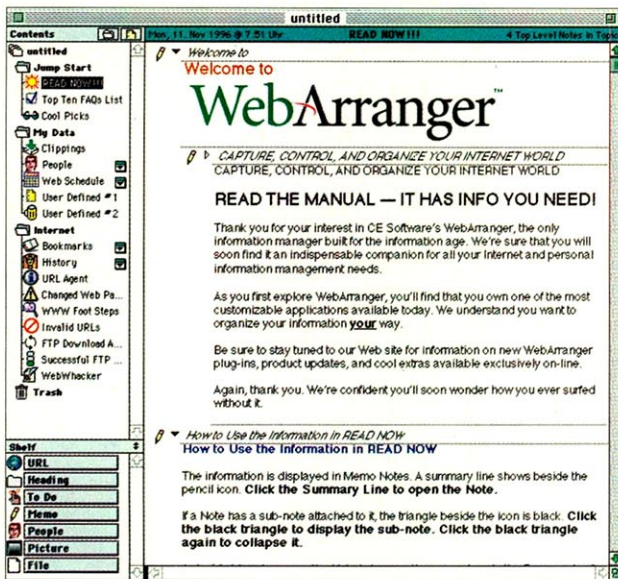 untitled
Contents
Mon, 11. Nov 1996 @ 7:51 Uhr
READ NOW!!!
4 Top Level Notes in Topic
untitled
Jump Start
READ NOW!!!
Top Ten FAQs List
Cool Picks
My Data
Clippings
People
Web Schedule
User Defined #1
User Defined #2
Internet
Bookmarks
History
URL Agent
Changed Web Pa...
WWW Foot Steps
Invalid URLs
FTP Download A...
Successful FTP ...
WebWhacker
Trash
Shelf
URL
Heading
To Do
Memo
People
Picture
File
Welcome to
Welcome to
WebArranger™
CAPTURE, CONTROL, AND ORGANIZE YOUR INTERNET WORLD
CAPTURE, CONTROL, AND ORGANIZE YOUR INTERNET WORLD
READ THE MANUAL — IT HAS INFO YOU NEED!
Thank you for your interest in CE Software's WebArranger, the only
information manager built for the information age. We're sure that you will
soon find it an indispensable companion for all your Internet and personal
information management needs.
As you first explore WebArranger, you'll find that you own one of the most
customizable applications available today. We understand you want to
organize your information your way.
Be sure to stay tuned to our Web site for information on new WebArranger
plug-ins, product updates, and cool extras available exclusively on-line.
Again, thank you. We're confident you'll soon wonder how you ever surfed
without it.
How to Use the Information in READ NOW
How to Use the Information in READ NOW
The information is displayed in Memo Notes. A summary line shows beside the
pencil icon. Click the Summary Line to open the Note.
If a Note has a sub-note attached to it, the triangle beside the icon is black. Click
the black triangle to display the sub-note. Click the black triangle
again to collapse it.